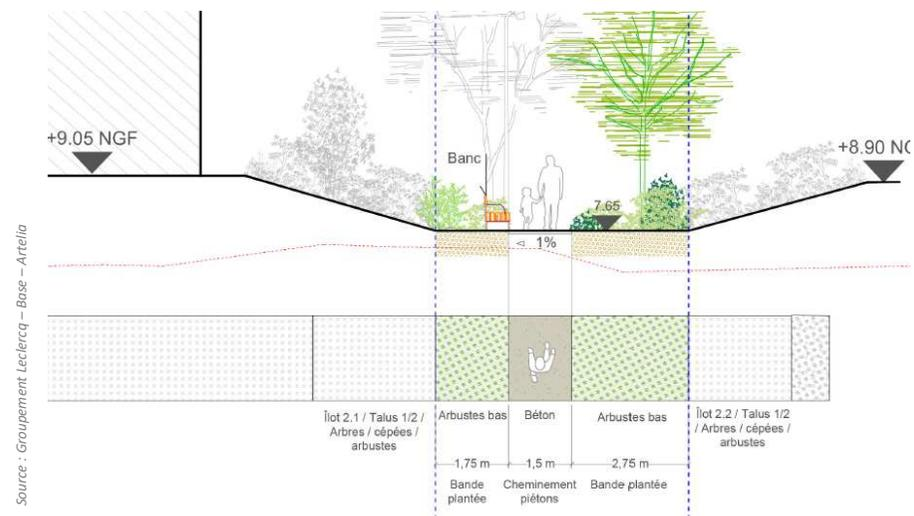 +9.05 NGF
Banc
+8.90 NG
7.65
1%
Source : Groupement Leclercq – Base – Artelia
Îlot 2.1 / Talus 1/2 /
Arbres / cépées /
arbustes
Arbustes bas
Béton
Arbustes bas
Îlot 2.2 / Talus 1/2
/ Arbres / cépées /
arbustes
1,75 m
1,5 m
2,75 m
Bande
plantée
Cheminement
piétons
Bande plantée